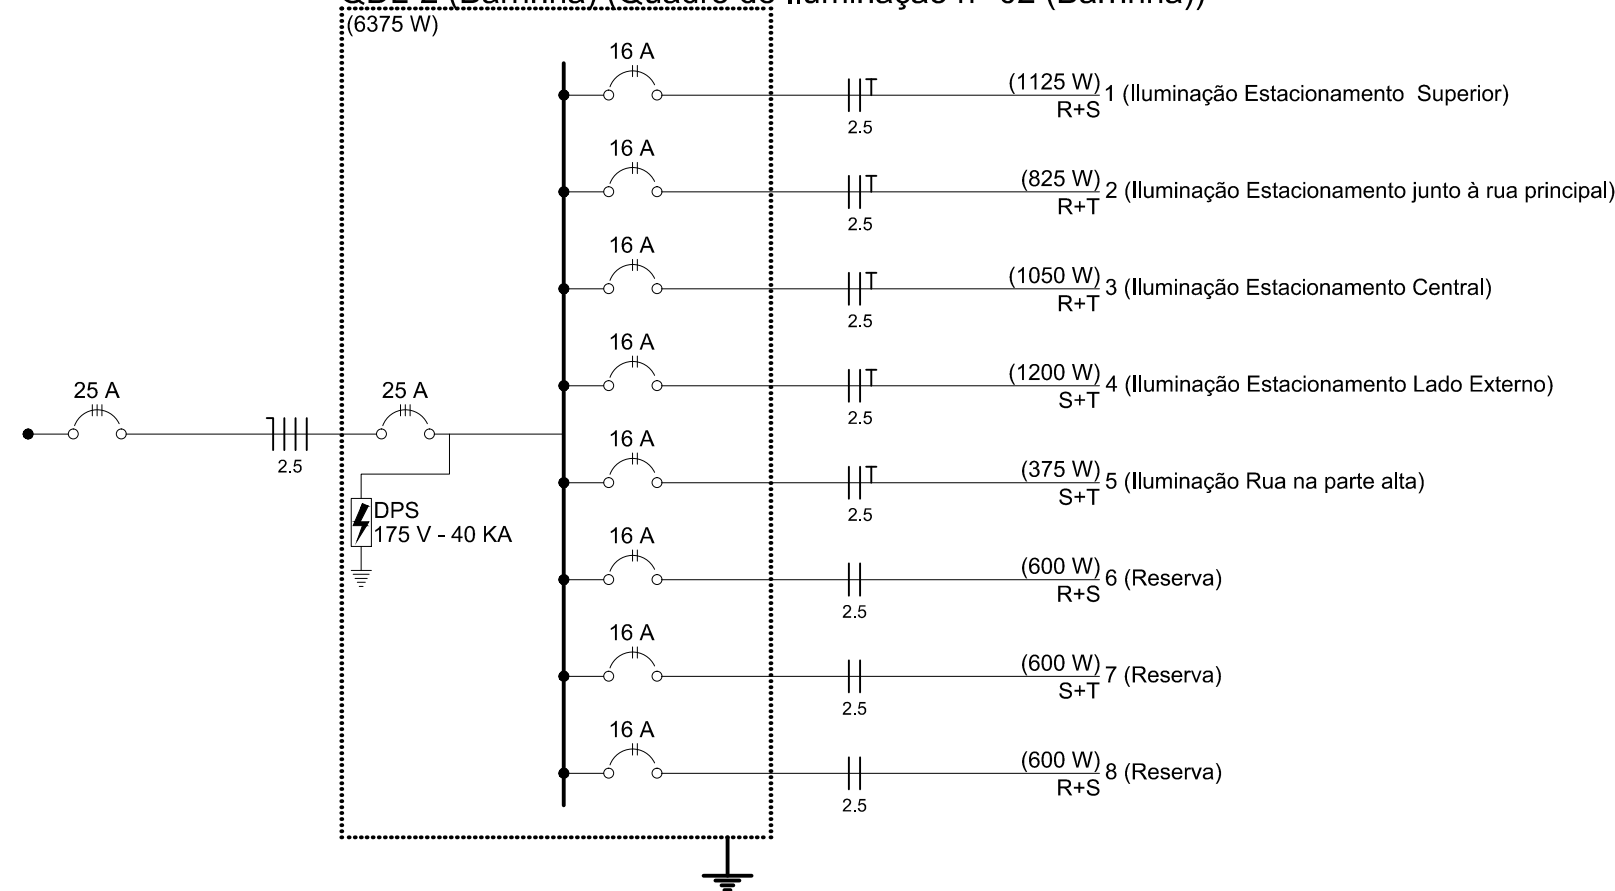 (6375 W)
16 A
(1125 W)
R+S
1 (Iluminação Estacionamento Superior)
2.5
16 A
(825 W)
R+T
2 (Iluminação Estacionamento junto à rua principal)
2.5
16 A
(1050 W)
R+T
3 (Iluminação Estacionamento Central)
2.5
16 A
(1200 W)
S+T
4 (Iluminação Estacionamento Lado Externo)
2.5
25 A
2.5
25 A
DPS
175 V - 40 KA
16 A
(375 W)
S+T
5 (Iluminação Rua na parte alta)
2.5
16 A
(600 W)
R+S
6 (Reserva)
2.5
16 A
(600 W)
S+T
7 (Reserva)
2.5
16 A
(600 W)
R+S
8 (Reserva)
2.5